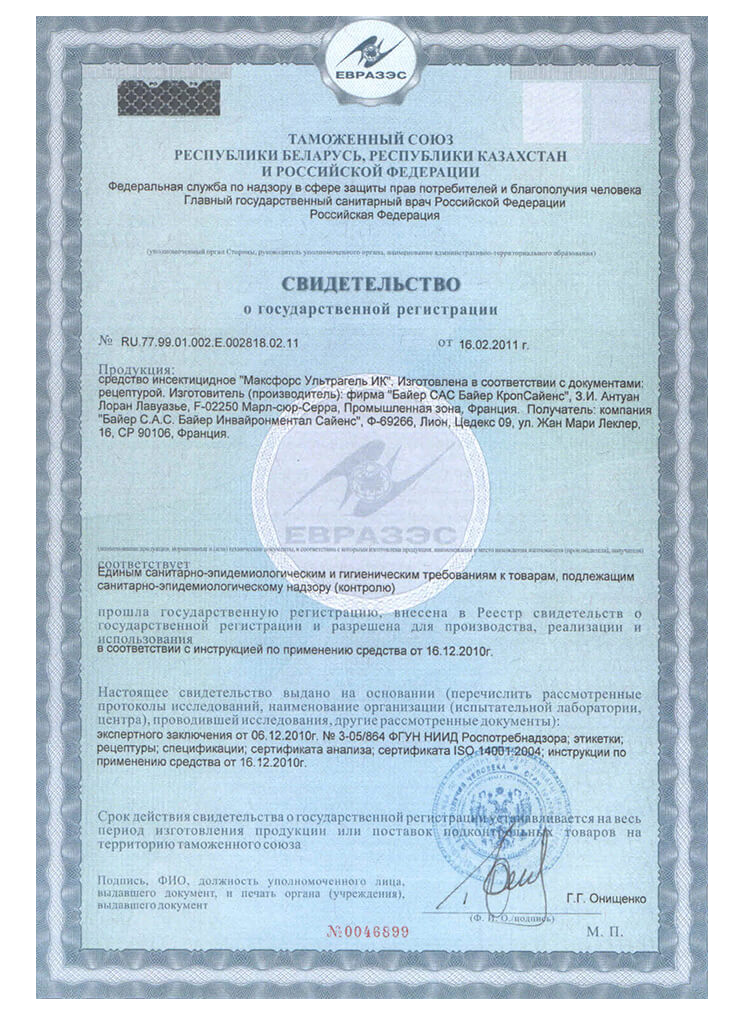 ЕВРАЗЭС
ТАМОЖЕННЫЙ СОЮЗ
РЕСПУБЛИКИ БЕЛАРУСЬ, РЕСПУБЛИКИ КАЗАХСТАН
И РОССИЙСКОЙ ФЕДЕРАЦИИ
Федеральная служба по надзору в сфере защиты прав потребителей и благополучия человека
Главный государственный санитарный врач Российской Федерации
Российская Федерация
(уполномоченный орган Стороны, руководитель уполномоченного органа, наименование административно-территориального образования)
СВИДЕТЕЛЬСТВО
о государственной регистрации
№ RU.77.99.01.002.Е.002818.02.11 от 16.02.2011 г.
Продукция:
средство инсектицидное "Максфорс Ультрагель ИК". Изготовлена в соответствии с документами:
рецептурой. Изготовитель (производитель): фирма "Байер САС Байер КропСайенс", З.И. Антуан
Лоран Лавуазье, F-02250 Марл-сюр-Серра, Промышленная зона, Франция. Получатель: компания
"Байер С.А.С. Байер Инвайронментал Сайенс", Ф-69266, Лион, Цедекс 09, ул. Жан Мари Леклер,
16, CP 90106, Франция.
ЕВРАЗЭС
(наименование продукции, нормативные и (или) технические документы, в соответствии с которыми изготовлена продукция, наименование и место нахождения изготовителя (производителя), получателя)
соответствует
Единым санитарно-эпидемиологическим и гигиеническим требованиям к товарам, подлежащим
санитарно-эпидемиологическому надзору (контролю)
прошла государственную регистрацию, внесена в Реестр свидетельств о
государственной регистрации и разрешена для производства, реализации и
использования
в соответствии с инструкцией по применению средства от 16.12.2010г.
Настоящее свидетельство выдано на основании (перечислить рассмотренные
протоколы исследований, наименование организации (испытательной лаборатории,
центра), проводившей исследования, другие рассмотренные документы):
экспертного заключения от 06.12.2010г. № 3-05/864 ФГУН НИИД Роспотребнадзора; этикетки;
рецептуры; спецификации; сертификата анализа; сертификата ISO 14001:2004; инструкции по
применению средства от 16.12.2010г.
Срок действия свидетельства о государственной регистрации устанавливается на весь
период изготовления продукции или поставок подконтрольных товаров на
территорию таможенного союза
Подпись, ФИО, должность уполномоченного лица,
выдавшего документ, и печать органа (учреждения),
выдавшего документ
Г.Г. Онищенко
(Ф. И. О./подпись)
№0046899 М. П.